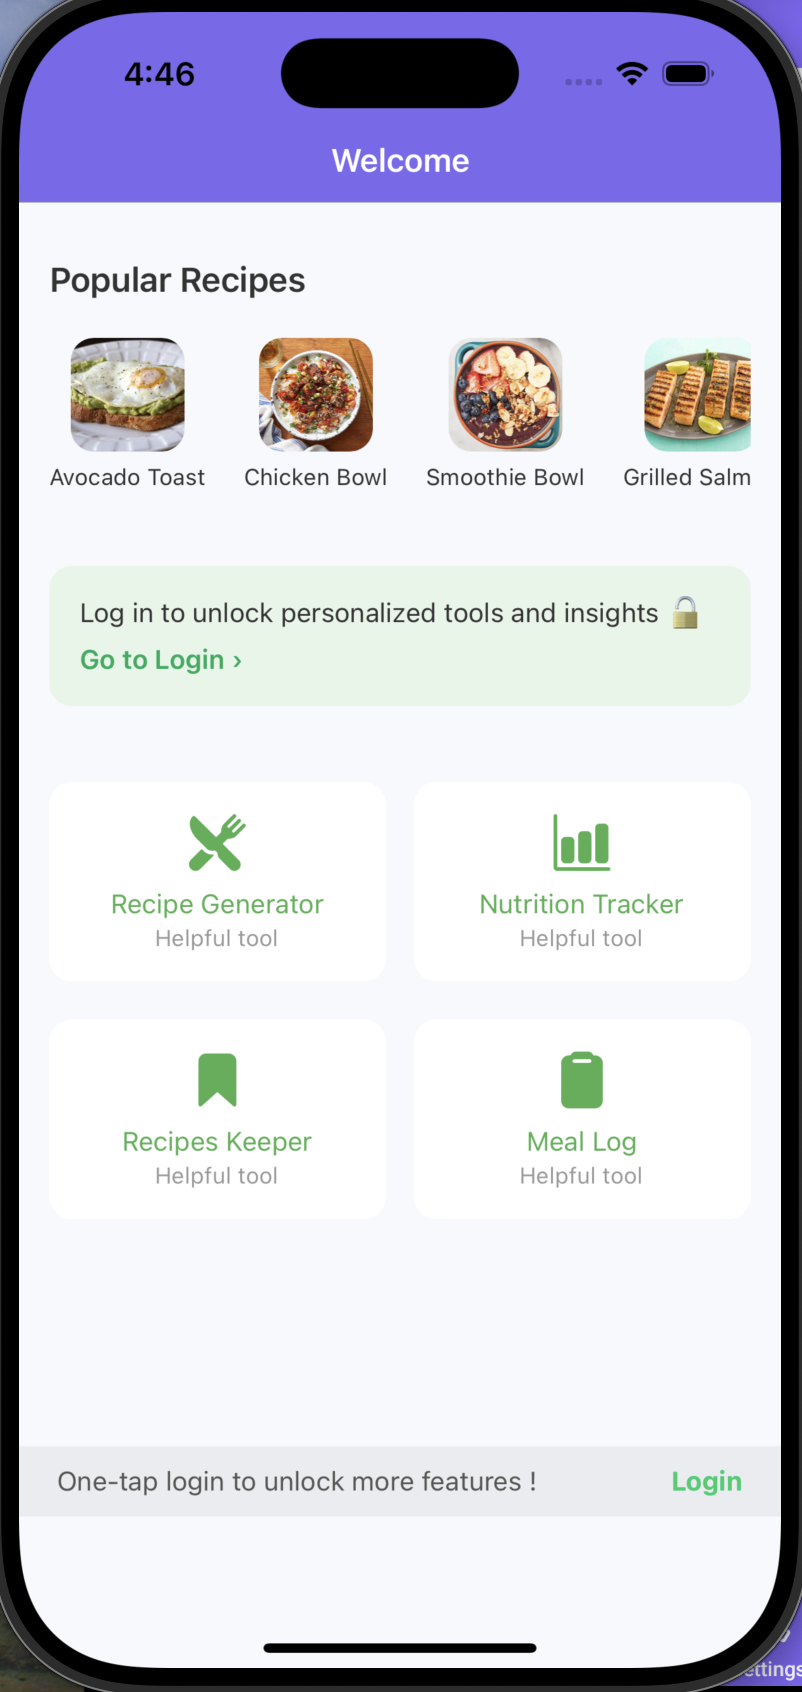 4:46
Welcome
Popular Recipes
Avocado Toast Chicken Bowl Smoothie Bowl Grilled Salm
Log in to unlock personalized tools and insights 🔓
Go to Login ›
Recipe Generator Nutrition Tracker
Helpful tool Helpful tool
Recipes Keeper Meal Log
Helpful tool Helpful tool
One-tap login to unlock more features ! Login
ettings